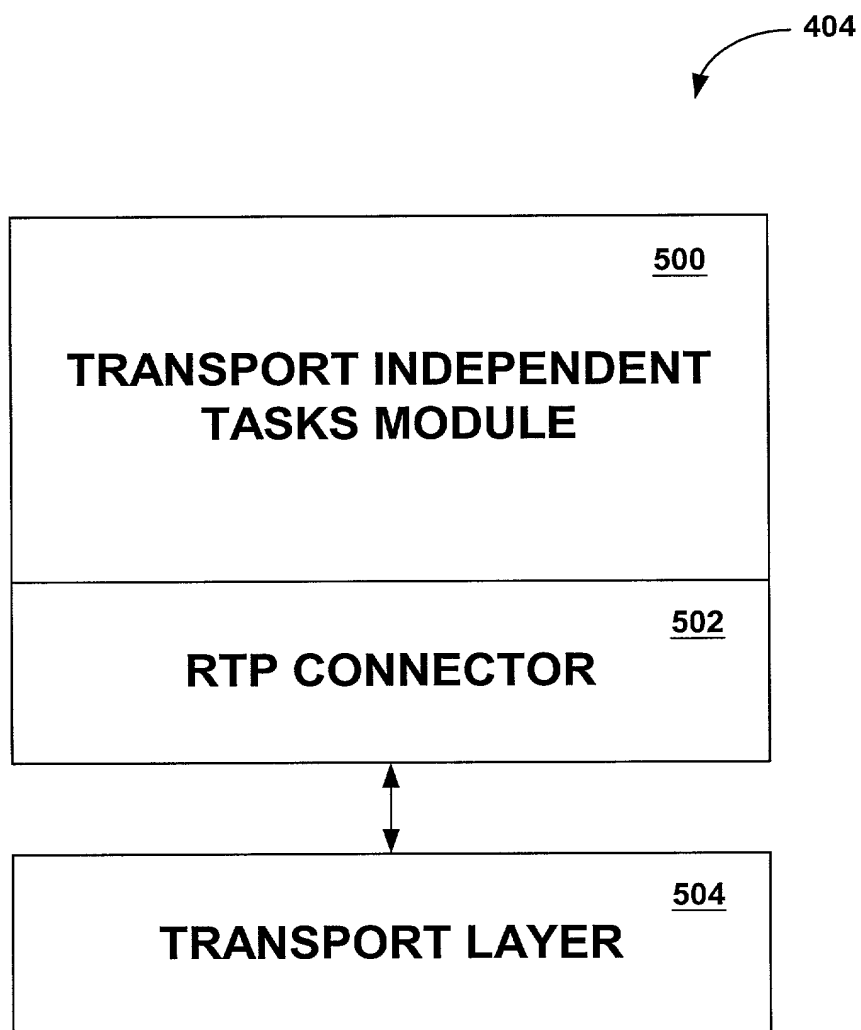 404
500
TRANSPORT INDEPENDENT
TASKS MODULE
502
RTP CONNECTOR
504
TRANSPORT LAYER